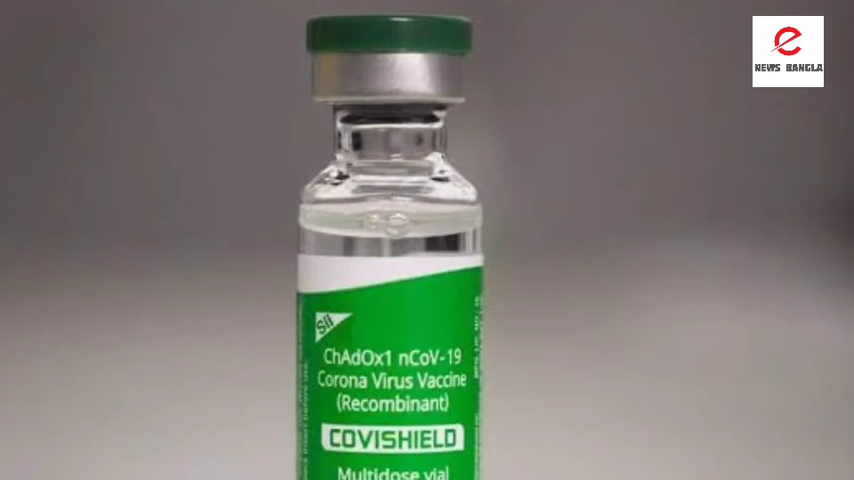 NEWS BANGLA
SII
ChAdOx1 nCoV-19
Corona Virus Vaccine
(Recombinant)
COVISHIELD
Multidose vial